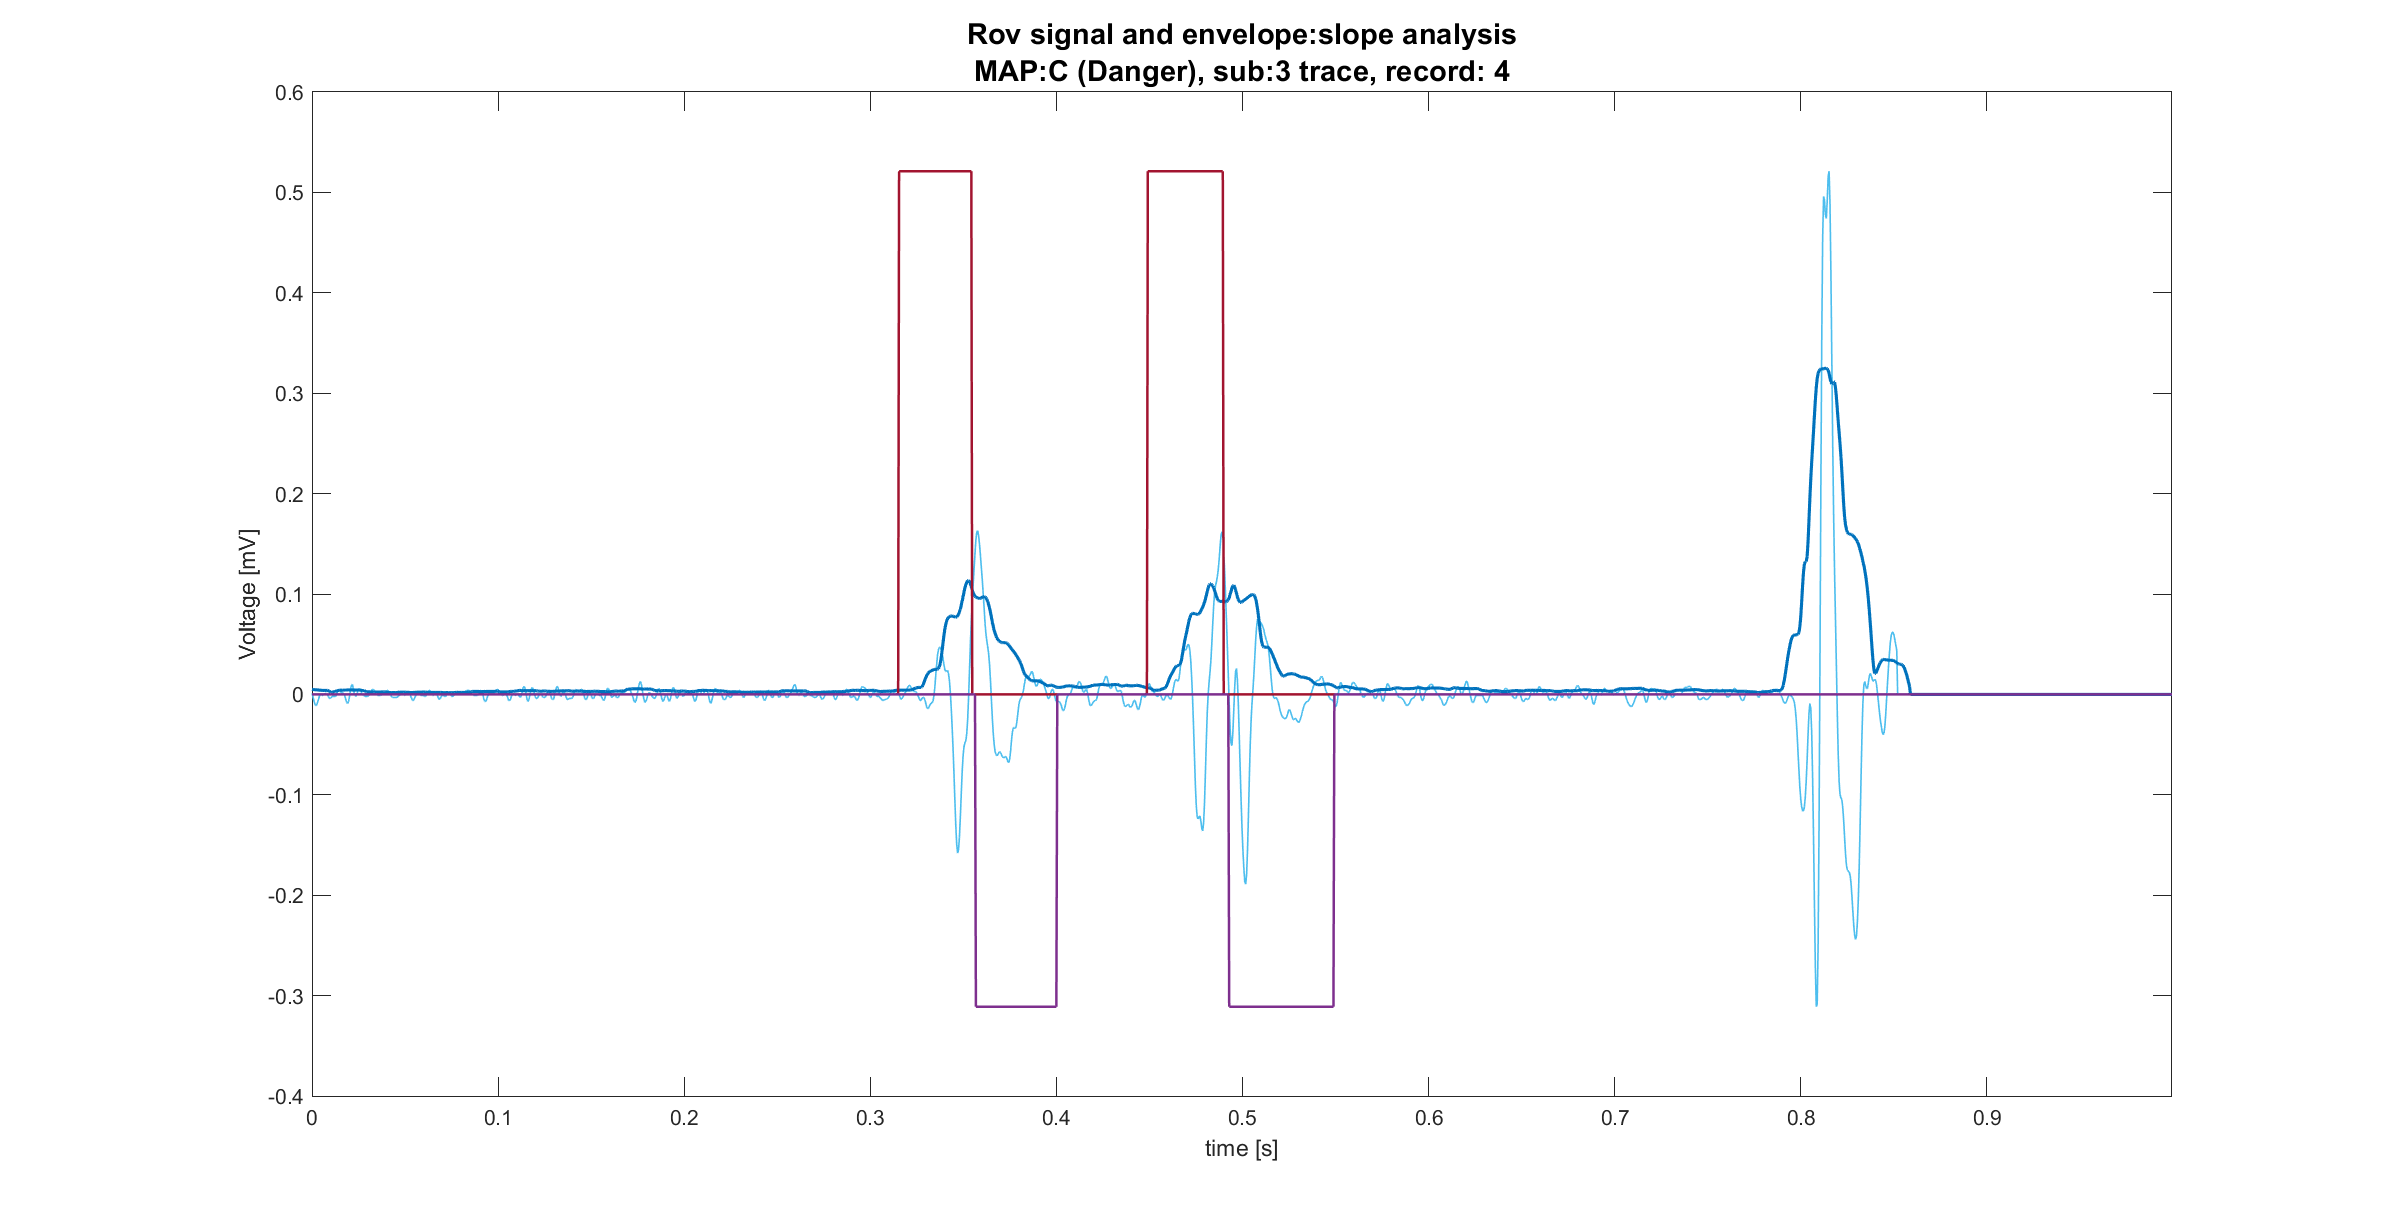 Rov signal and envelope:slope analysis
MAP:C (Danger), sub:3 trace, record: 4
0.6
0.5
0.4
0.3
0.2
0.1
0
-0.1
-0.2
-0.3
-0.4
Voltage [mV]
0 0.1 0.2 0.3 0.4 0.5 0.6 0.7 0.8 0.9
time [s]